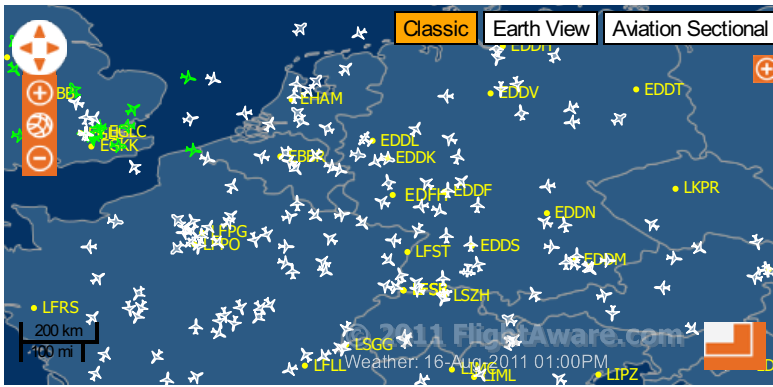 Classic
Earth View
Aviation Sectional
EDDV
EDDT
EHAM
EGLC
EGKK
EDDL
EDDK
EBBR
EDDF
EDFH
LKPR
EDDN
LFPG
LFPO
LFST
EDDS
EDDM
LFSB
LSZH
LFRS
200 km
100 mi
© 2011 FlightAware.com
LSGG
Weather: 16-Aug-2011 01:00PM
LFLL
LIMC
LIML
LIPZ